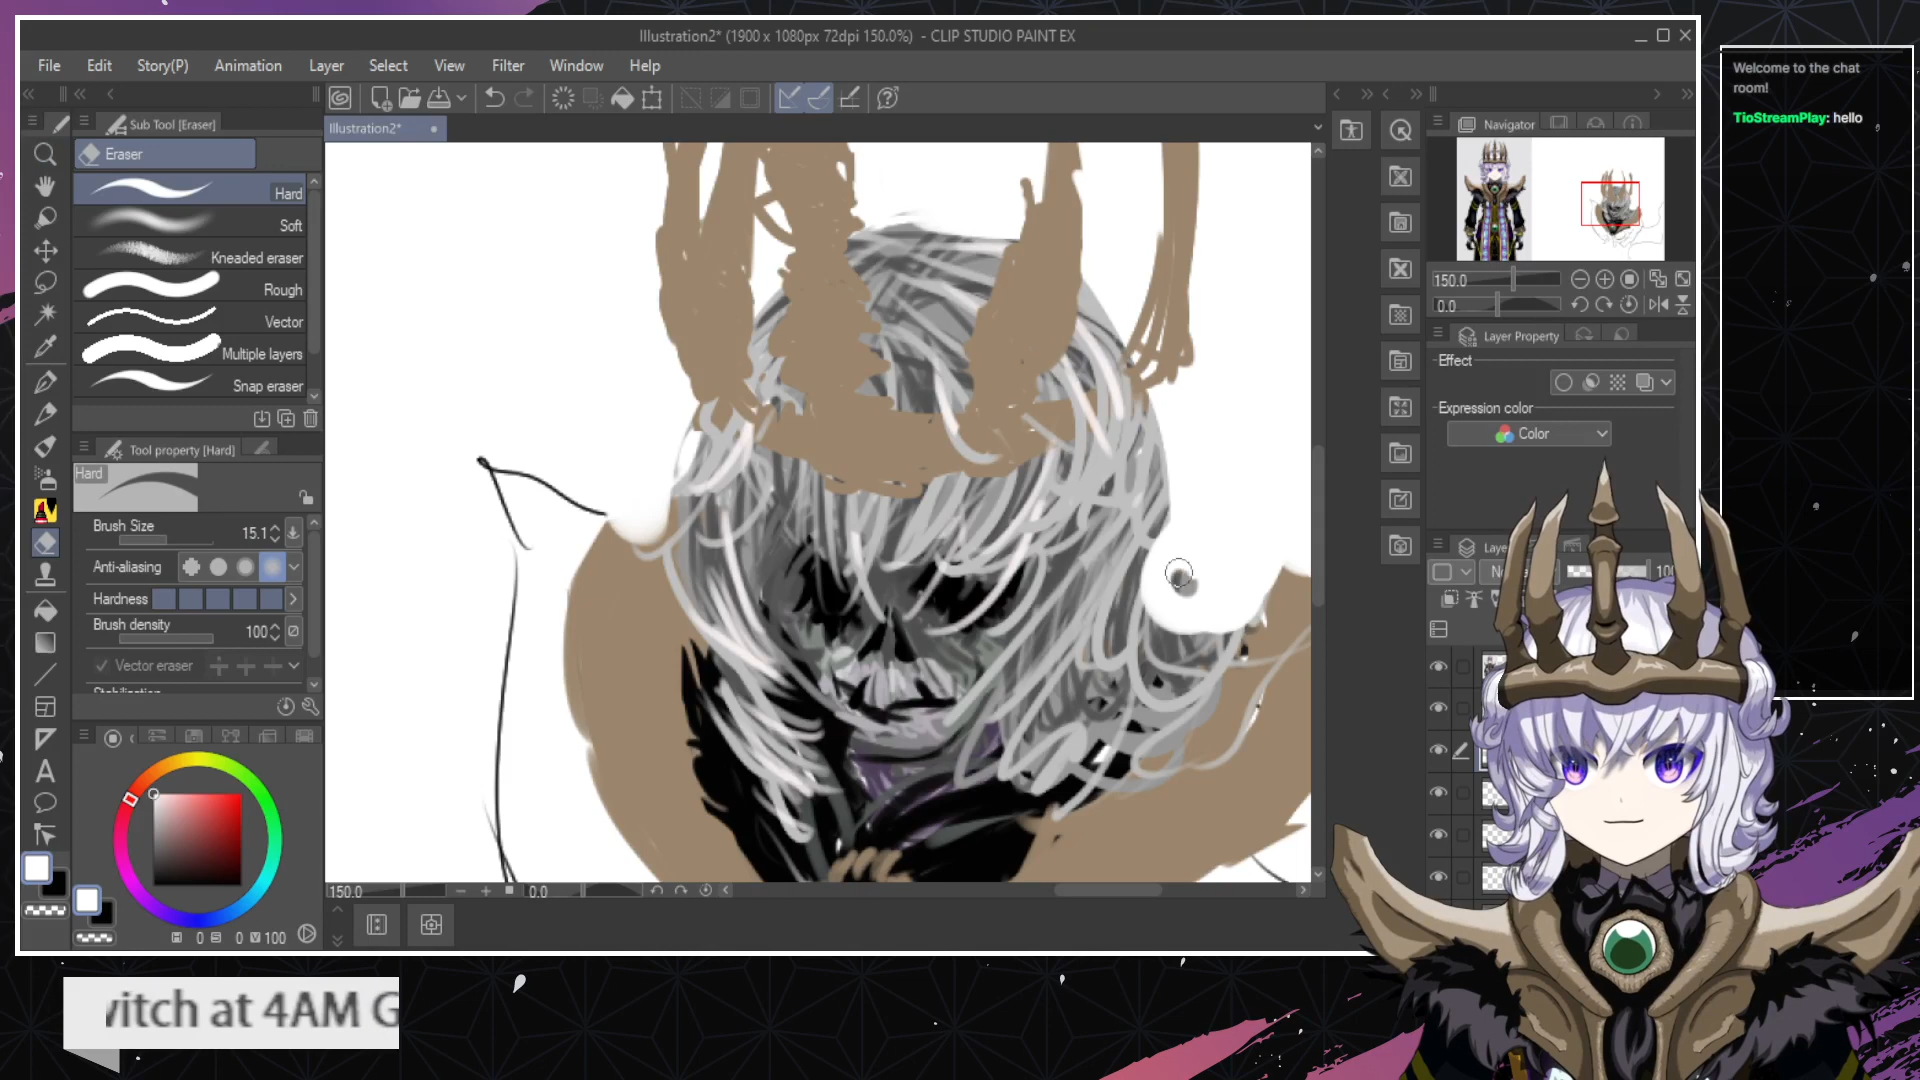 Illustration2* (1900 x 1080px 72dpi 150.0%) - CLIP STUDIO PAINT EX
File Edit Story(P) Animation Layer Select View Filter Window Help
Sub Tool [Eraser]
Eraser
Hard
Soft
Kneaded eraser
Rough
Vector
Multiple layers
Snap eraser
Tool property [Hard]
Hard
Brush Size 15.1
Anti-aliasing
Hardness
Brush density 100
Vector eraser
0 0 100
Illustration2*
150.0 0.0
Navigator
150.0
0.0
Layer Property
Effect
Expression color
Color
Welcome to the chat
room!
TioStreamPlay: hello
vitch at 4AM G